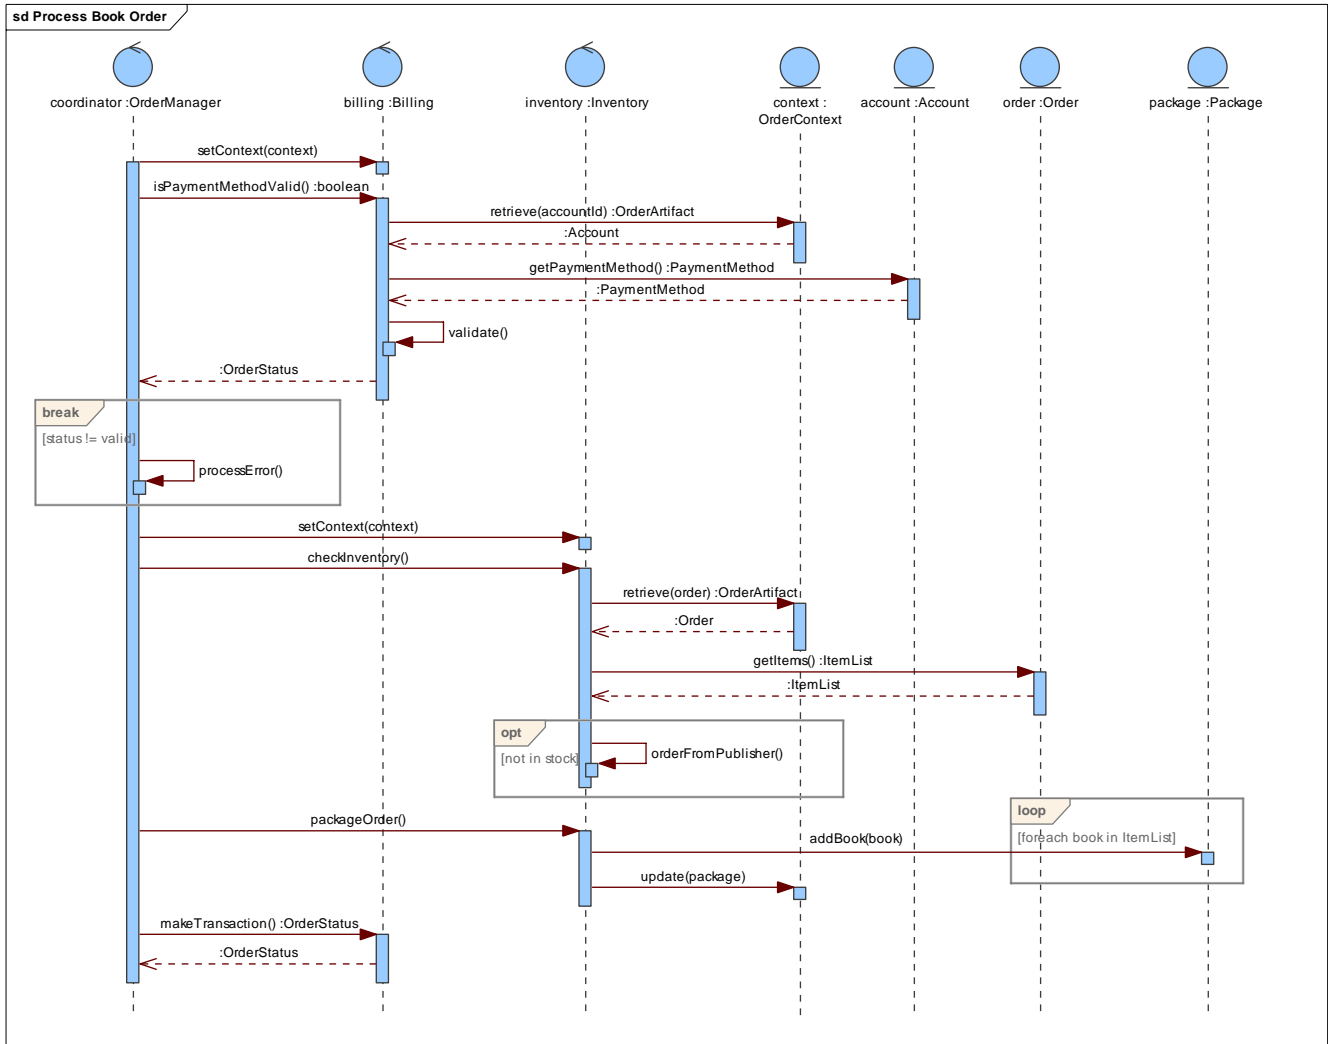 sd Process Book Order
coordinator :OrderManager
billing :Billing
inventory :Inventory
context :
OrderContext
account :Account
order :Order
package :Package
setContext(context)
isPaymentMethodValid() :boolean
retrieve(accountId) :OrderArtifact
:Account
getPaymentMethod() :PaymentMethod
:PaymentMethod
validate()
:OrderStatus
break
[status != valid]
processError()
setContext(context)
checkInventory()
retrieve(order) :OrderArtifact
:Order
getItems() :ItemList
:ItemList
opt
[not in stock]
orderFromPublisher()
loop
[foreach book in ItemList]
packageOrder()
addBook(book)
update(package)
makeTransaction() :OrderStatus
:OrderStatus